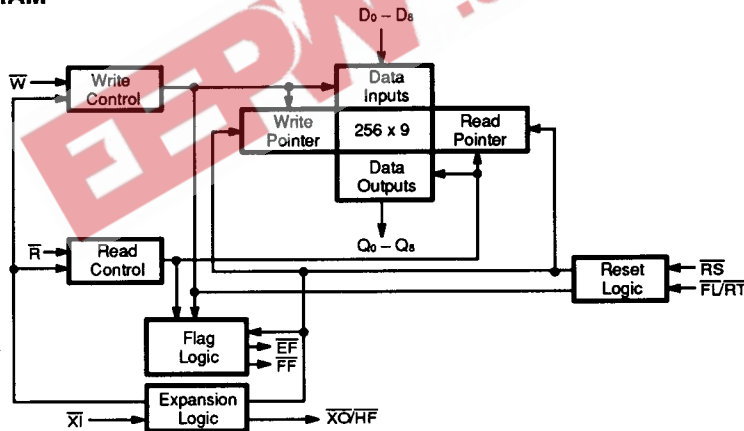 D0 – D8
W
Write
Control
Data
Inputs
Write
Pointer
256 x 9
Read
Pointer
Data
Outputs
Q0 – Q8
R
Read
Control
Reset
Logic
RS
FL/RT
Flag
Logic
EF
FF
Expansion
Logic
XI
XO/HF
EEPW